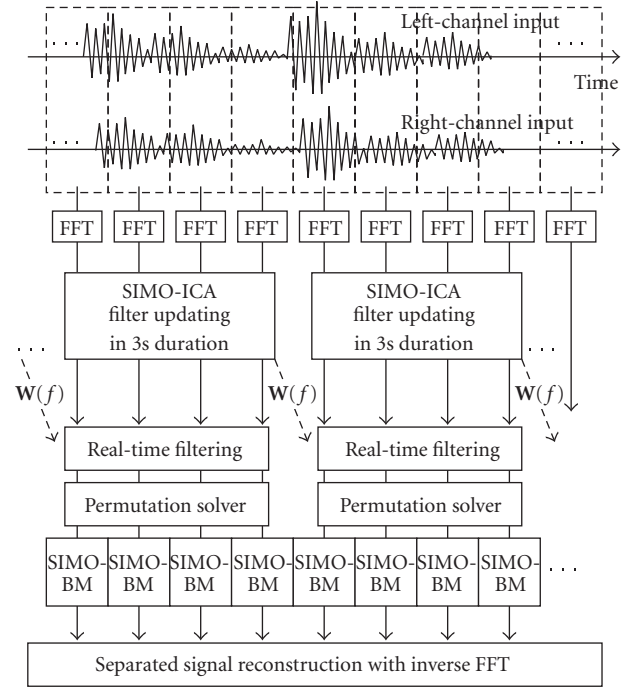 Left-channel input
· · · ·
· · ·
Time
Right-channel input
· · · ·
· · ·
FFT FFT FFT FFT FFT FFT FFT FFT FFT
SIMO-ICA
filter updating
in 3s duration
SIMO-ICA
filter updating
in 3s duration
· · ·
· · ·
W(f)
W(f)
W(f)
Real-time filtering
Real-time filtering
Permutation solver
Permutation solver
SIMO-BM
SIMO-BM
SIMO-BM
SIMO-BM
SIMO-BM
SIMO-BM
SIMO-BM
SIMO-BM
· · ·
Separated signal reconstruction with inverse FFT